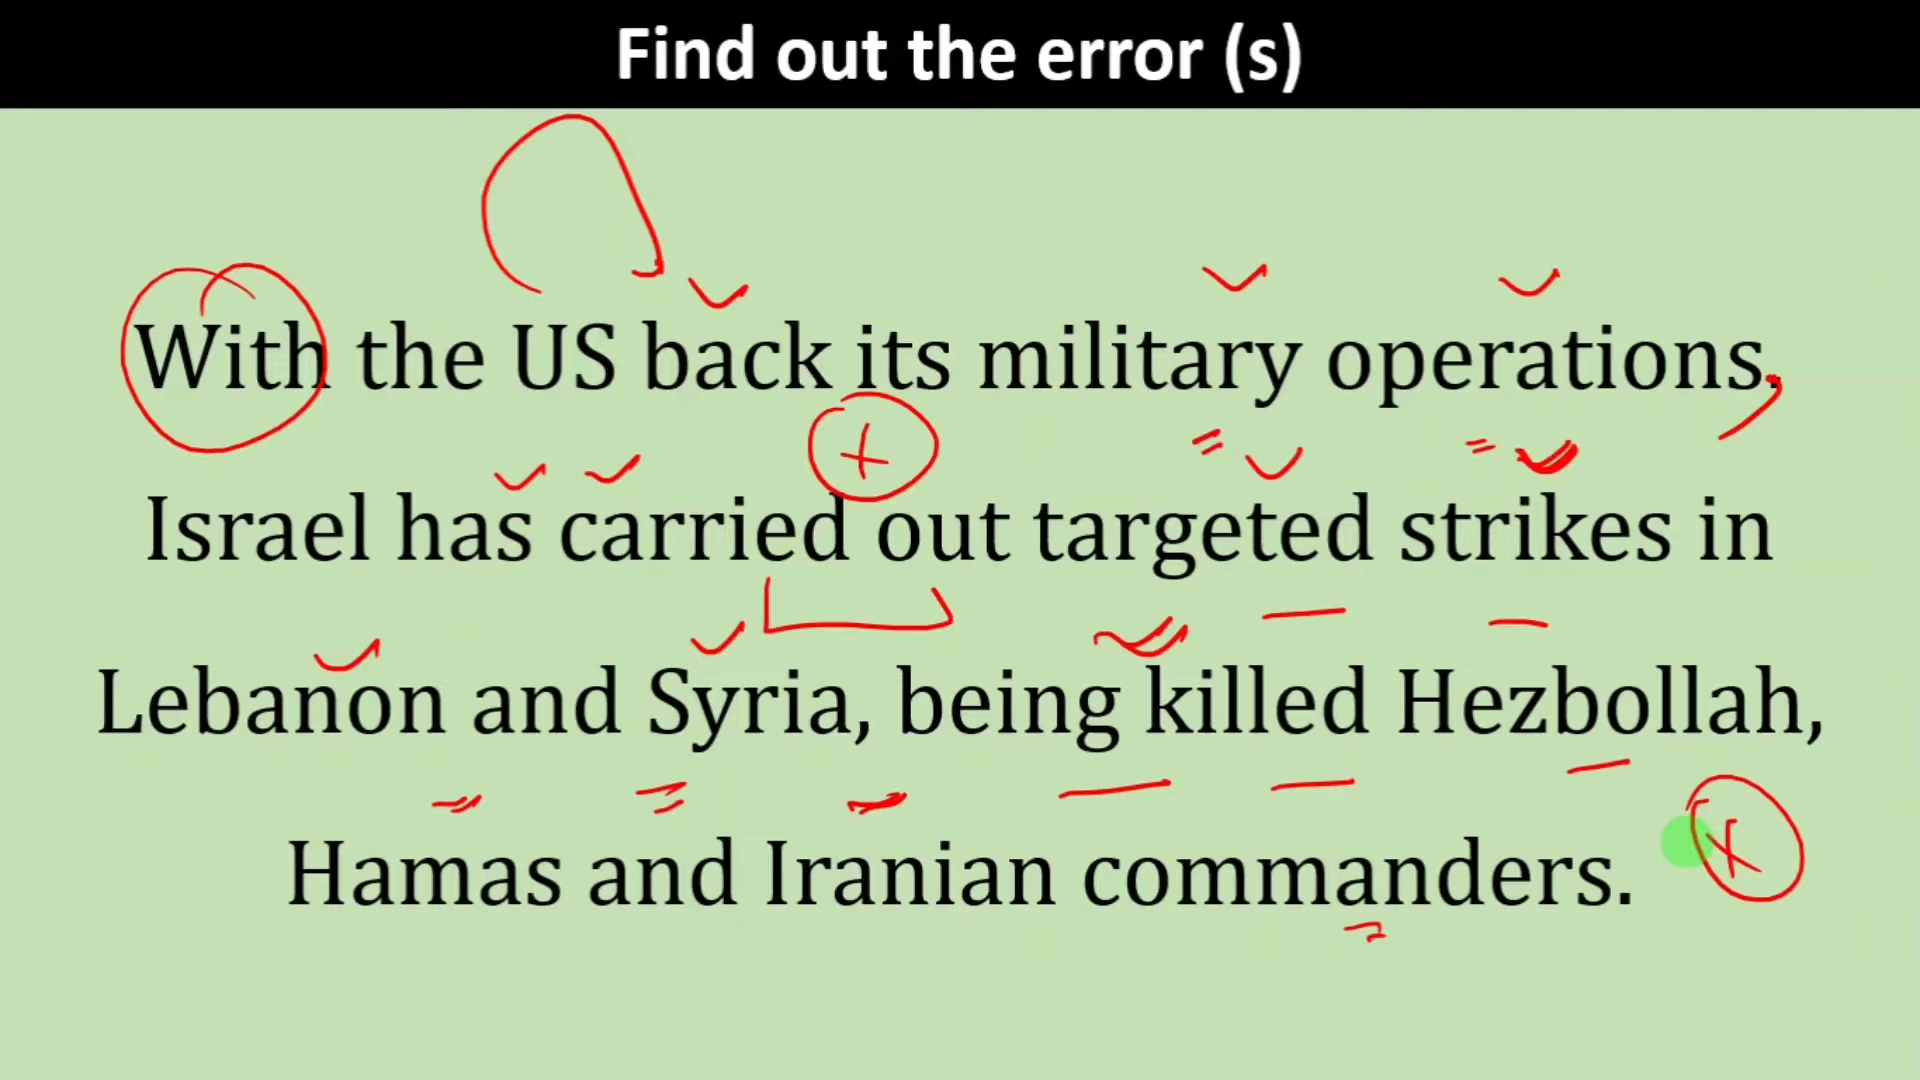 Find out the error (s)
With the US back its military operations,
Israel has carried out targeted strikes in
Lebanon and Syria, being killed Hezbollah,
Hamas and Iranian commanders.